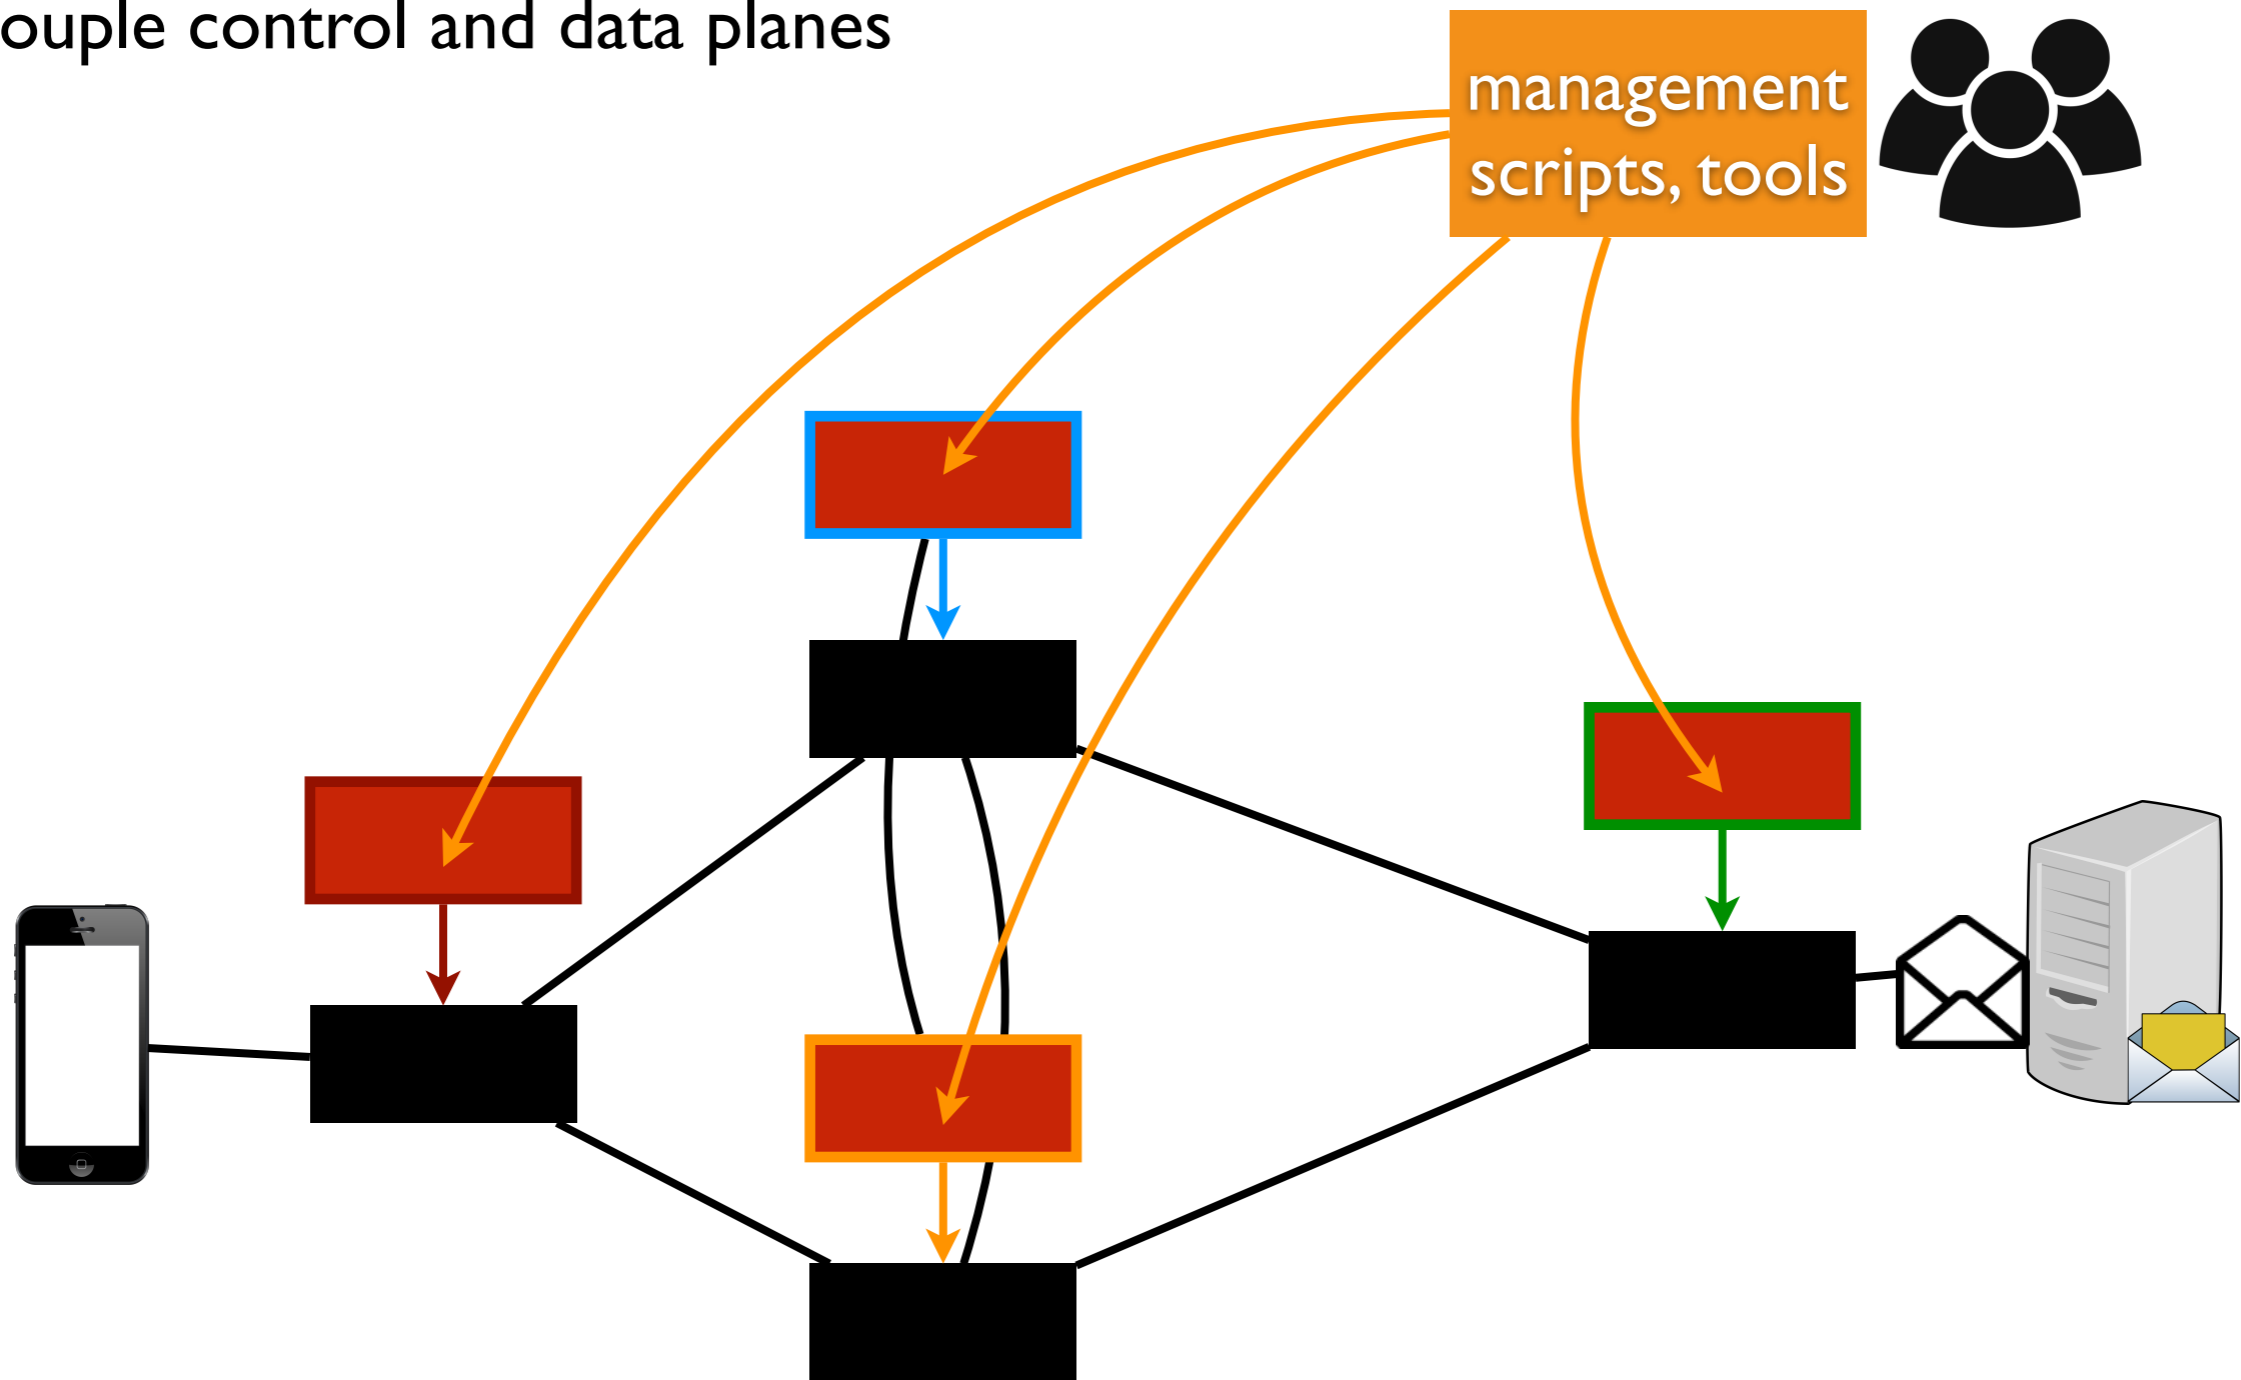 ouple control and data planes
management
scripts, tools